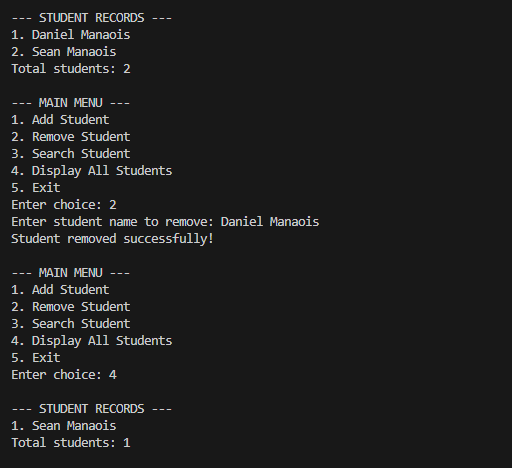 --- STUDENT RECORDS ---
1. Daniel Manaois
2. Sean Manaois
Total students: 2

--- MAIN MENU ---
1. Add Student
2. Remove Student
3. Search Student
4. Display All Students
5. Exit
Enter choice: 2
Enter student name to remove: Daniel Manaois
Student removed successfully!

--- MAIN MENU ---
1. Add Student
2. Remove Student
3. Search Student
4. Display All Students
5. Exit
Enter choice: 4

--- STUDENT RECORDS ---
1. Sean Manaois
Total students: 1